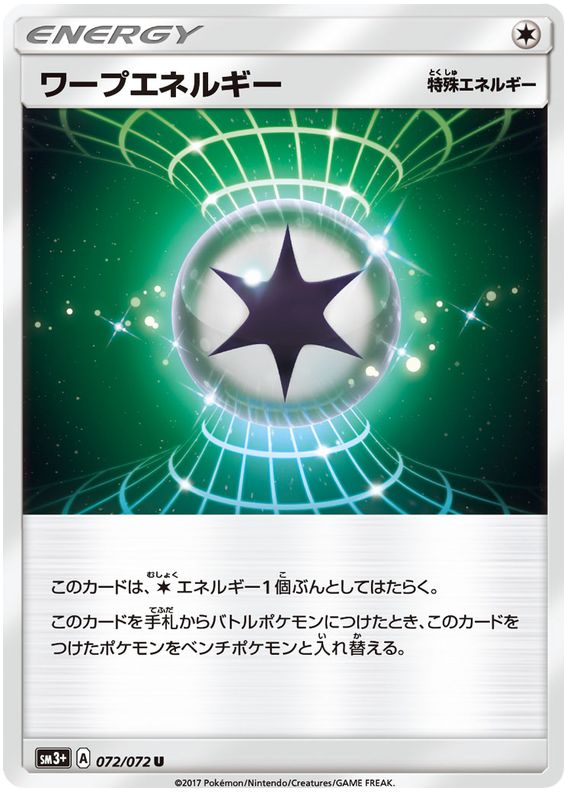 ENERGY
ワープエネルギー
とくしゅ
特殊エネルギー
むしょく こ
このカードは、エネルギー1個ぶんとしてはたらく。
てふだ
このカードを手札からバトルポケモンにつけたとき、このカードを
い か
つけたポケモンをベンチポケモンと入れ替える。
SM3+ A 072/072 U
©2017 Pokémon/Nintendo/Creatures/GAME FREAK.